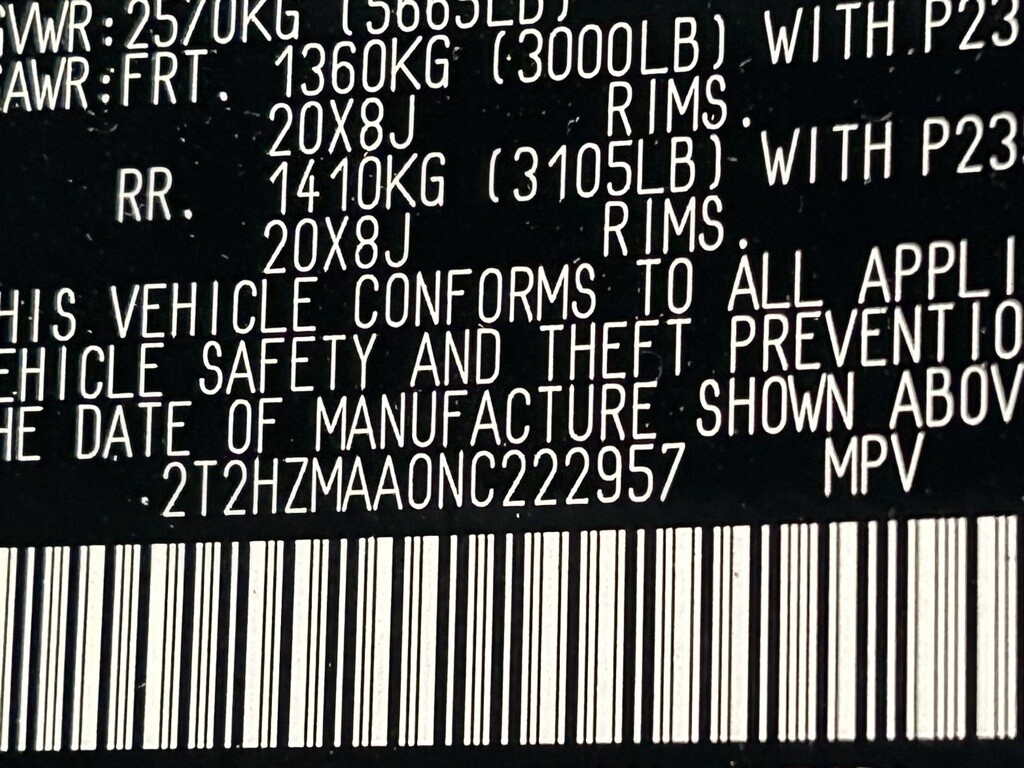 GVWR:2570KG (5665LB)
GAWR:FRT. 1360KG (3000LB) WITH P23
20X8J RIMS.
RR. 1410KG (3105LB) WITH P23
20X8J RIMS.
HIS VEHICLE CONFORMS TO ALL APPLI
EHICLE SAFETY AND THEFT PREVENTIO
HE DATE OF MANUFACTURE SHOWN ABOV
2T2HZMAA0NC222957 MPV